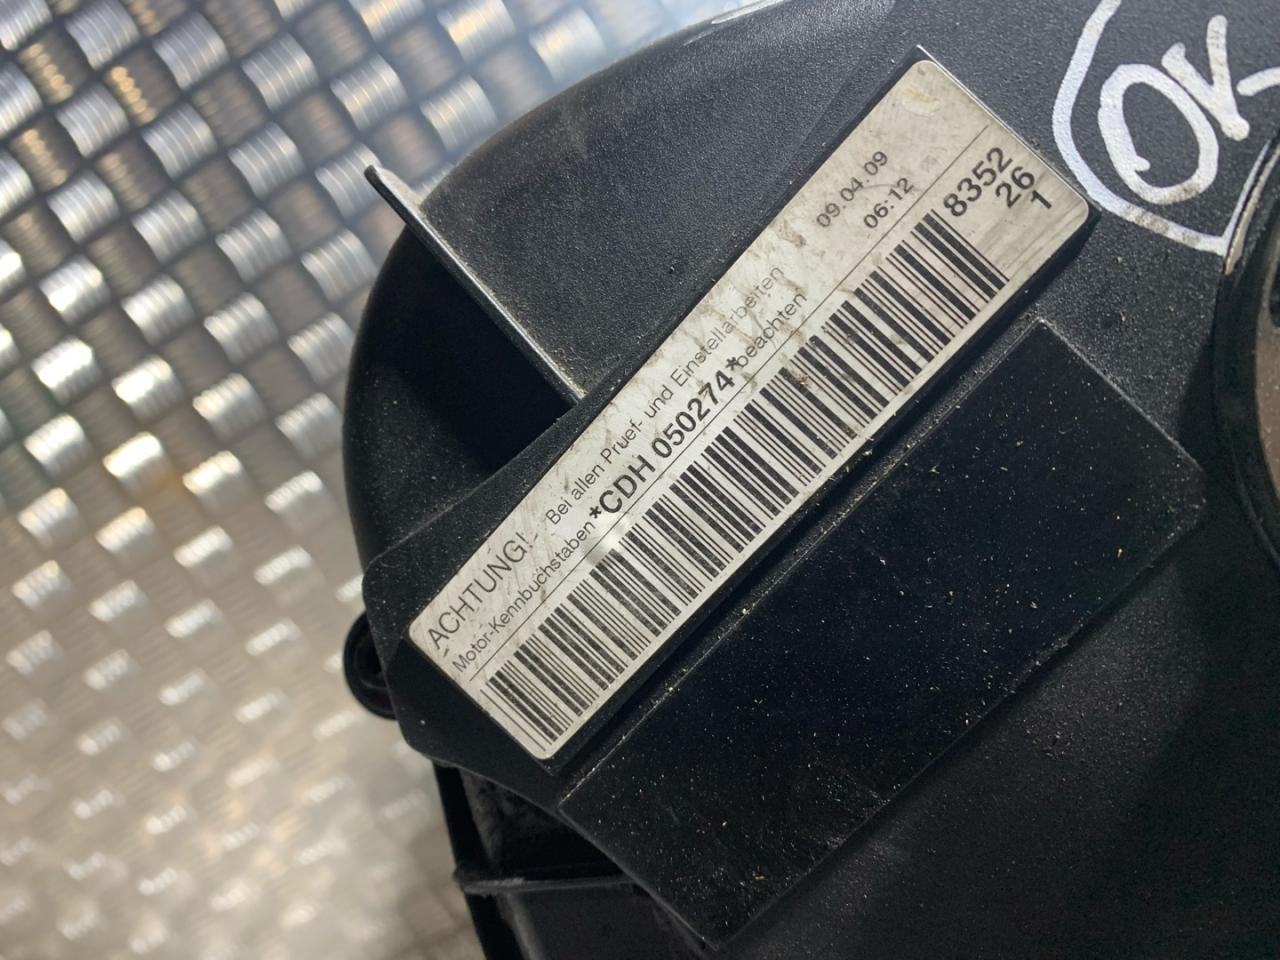 ACHTUNG! Bei allen Pruef- und Einstellarbeiten
Motor-Kennbuchstaben *CDH 050274* beachten
09.04.09
06:12
8352
26
1
OK